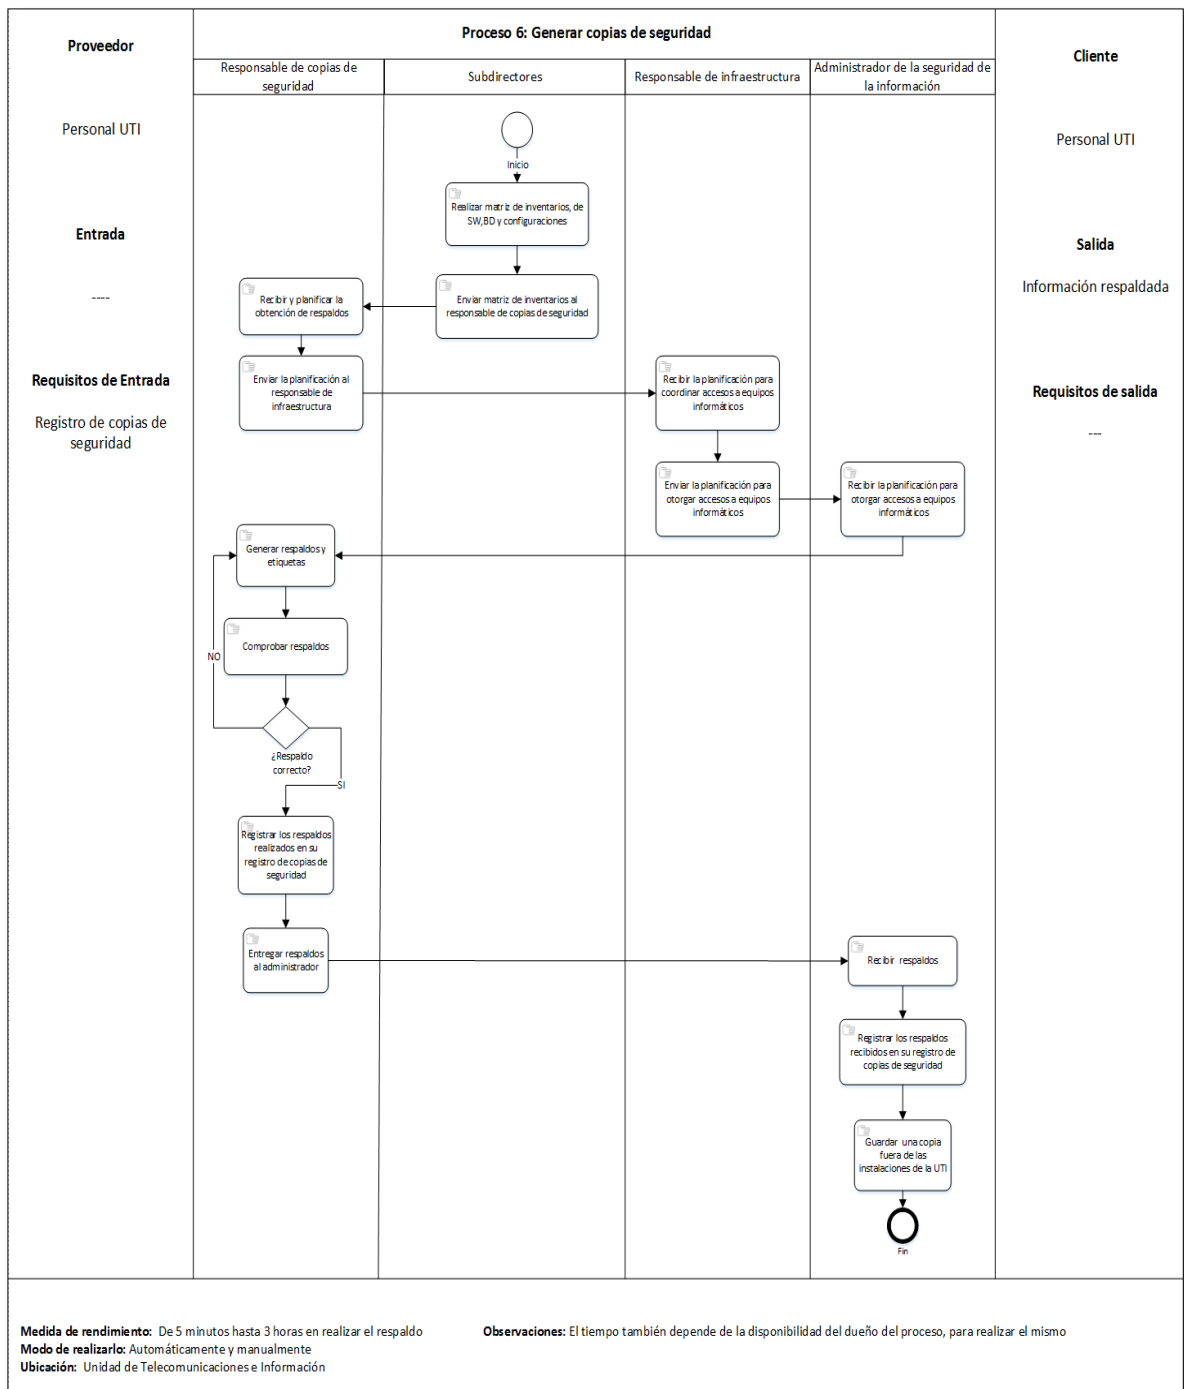 Proceso 6: Generar copias de seguridad
Proveedor
Personal UTI
Entrada
----
Requisitos de Entrada
Registro de copias de
seguridad
Responsable de copias de
seguridad
Subdirectores
Responsable de infraestructura
Administrador de la seguridad de
la información
Cliente
Personal UTI
Salida
Información respaldada
Requisitos de salida
---
Inicio
Realizar matriz de inventarios, de
SW,BD y configuraciones
Enviar matriz de inventarios al
responsable de copias de seguridad
Recibir y planificar la
obtención de respaldos
Enviar la planificación al
responsable de
infraestructura
Recibir la planificación para
coordinar accesos a equipos
informáticos
Enviar la planificación para
otorgar accesos a equipos
informáticos
Recibir la planificación para
otorgar accesos a equipos
informáticos
Generar respaldos y
etiquetas
Comprobar respaldos
NO
¿Respaldo
correcto?
SI
Registrar los respaldos
realizados en su
registro de copias de
seguridad
Entregar respaldos
al administrador
Recibir respaldos
Registrar los respaldos
recibidos en su registro de
copias de seguridad
Guardar una copia
fuera de las
instalaciones de la UTI
Fin
Medida de rendimiento: De 5 minutos hasta 3 horas en realizar el respaldo
Modo de realizarlo: Automáticamente y manualmente
Ubicación: Unidad de Telecomunicaciones e Información
Observaciones: El tiempo también depende de la disponibilidad del dueño del proceso, para realizar el mismo